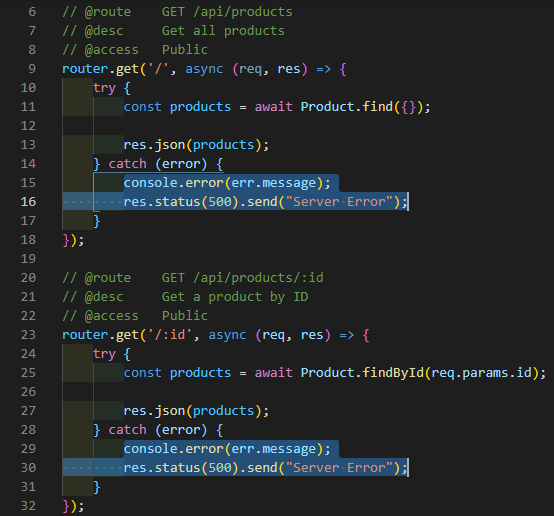 6 // @route    GET /api/products
7 // @desc     Get all products
8 // @access   Public
9 router.get('/', async (req, res) => {
10     try {
11         const products = await Product.find({});
12
13         res.json(products);
14     } catch (error) {
15         console.error(err.message);
16         res.status(500).send("Server Error");
17     }
18 });
19
20 // @route    GET /api/products/:id
21 // @desc     Get a product by ID
22 // @access   Public
23 router.get('/:id', async (req, res) => {
24     try {
25         const products = await Product.findById(req.params.id);
26
27         res.json(products);
28     } catch (error) {
29         console.error(err.message);
30         res.status(500).send("Server Error");
31     }
32 });